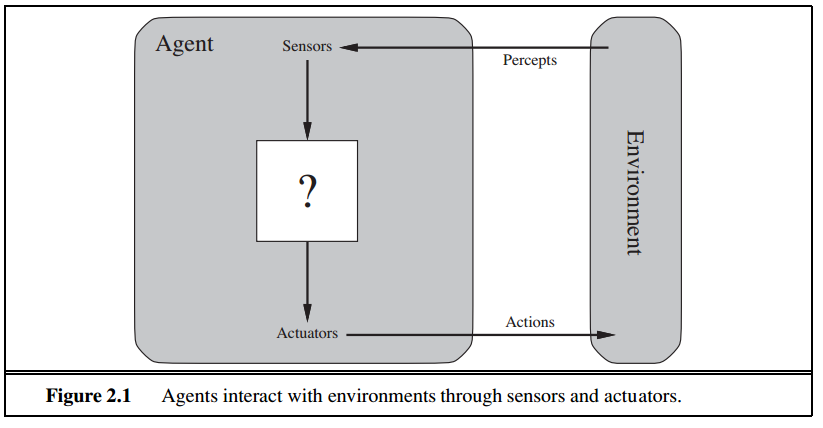 Agent
Sensors
Percepts
?
Environment
Actuators
Actions
Figure 2.1 Agents interact with environments through sensors and actuators.